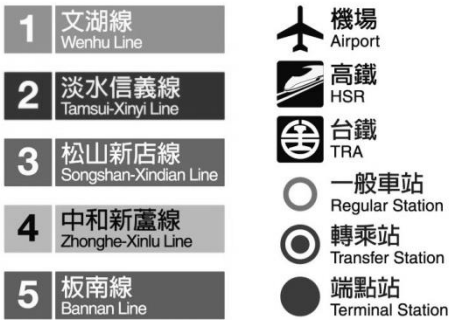 1
文湖線
Wenhu Line
2
淡水信義線
Tamsui-Xinyi Line
3
松山新店線
Songshan-Xindian Line
4
中和新蘆線
Zhonghe-Xinlu Line
5
板南線
Bannan Line
機場
Airport
高鐵
HSR
台鐵
TRA
一般車站
Regular Station
轉乘站
Transfer Station
端點站
Terminal Station